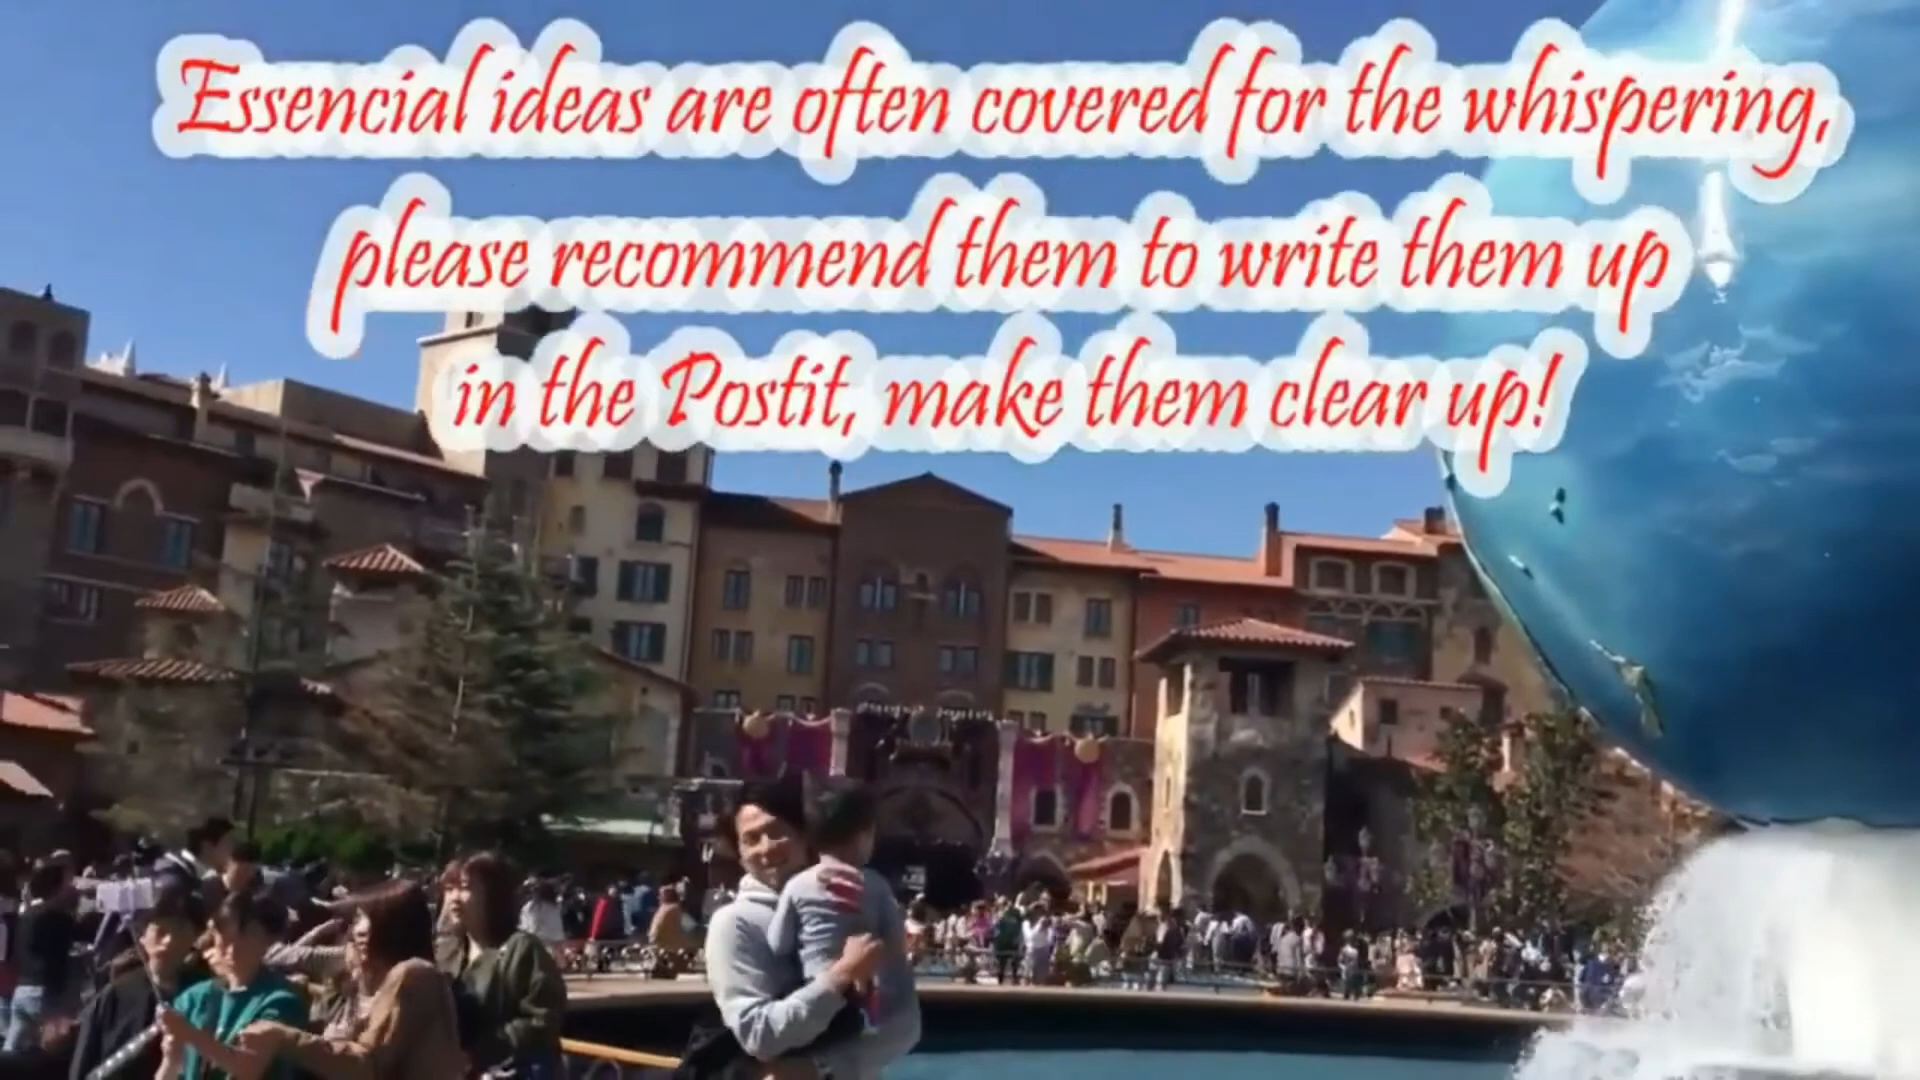 Essencial ideas are often covered for the whispering,
please recommend them to write them up
in the Postit, make them clear up!